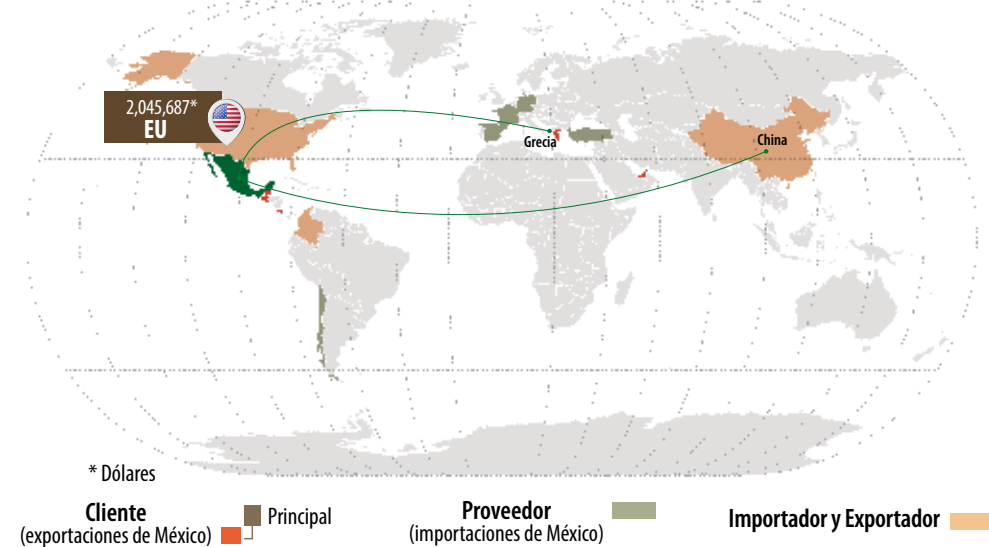 2,045,687*
EU
Grecia
China
* Dólares
Cliente
(exportaciones de México)
Principal
Proveedor
(importaciones de México)
Importador y Exportador